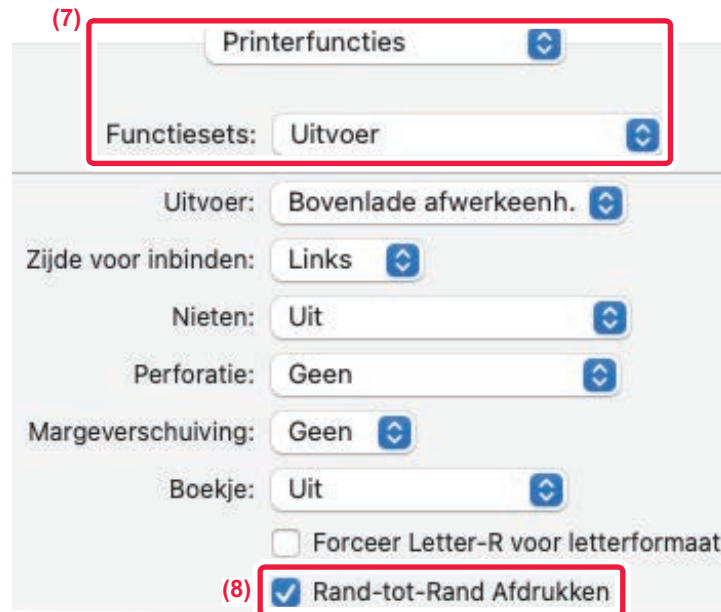 (7)
Printerfuncties
Functiesets: Uitvoer
Uitvoer: Bovenlade afwerkeenh.
Zijde voor inbinden: Links
Nieten: Uit
Perforatie: Geen
Margeverschuiving: Geen
Boekje: Uit
Forceer Letter-R voor letterformaat
(8) Rand-tot-Rand Afdrukken